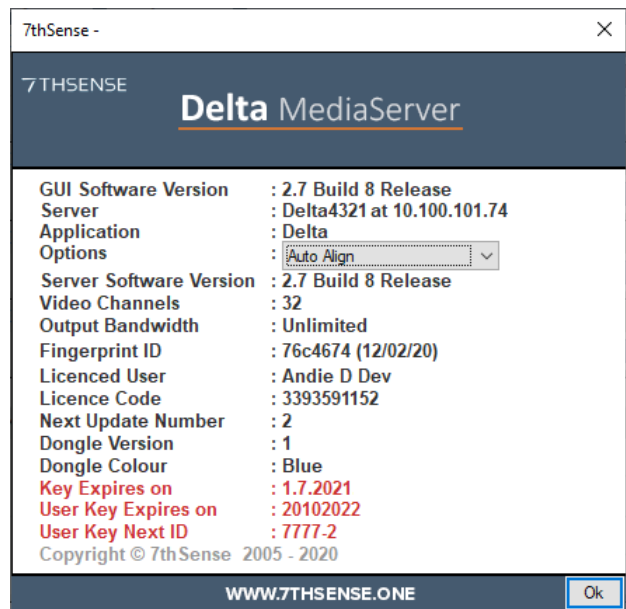 7thSense -
7THSENSE
Delta MediaServer
GUI Software Version : 2.7 Build 8 Release
Server : Delta4321 at 10.100.101.74
Application : Delta
Options : Auto Align
Server Software Version : 2.7 Build 8 Release
Video Channels : 32
Output Bandwidth : Unlimited
Fingerprint ID : 76c4674 (12/02/20)
Licenced User : Andie D Dev
Licence Code : 3393591152
Next Update Number : 2
Dongle Version : 1
Dongle Colour : Blue
Key Expires on : 1.7.2021
User Key Expires on : 20102022
User Key Next ID : 7777-2
Copyright © 7thSense 2005 - 2020
WWW.7THSENSE.ONE
Ok